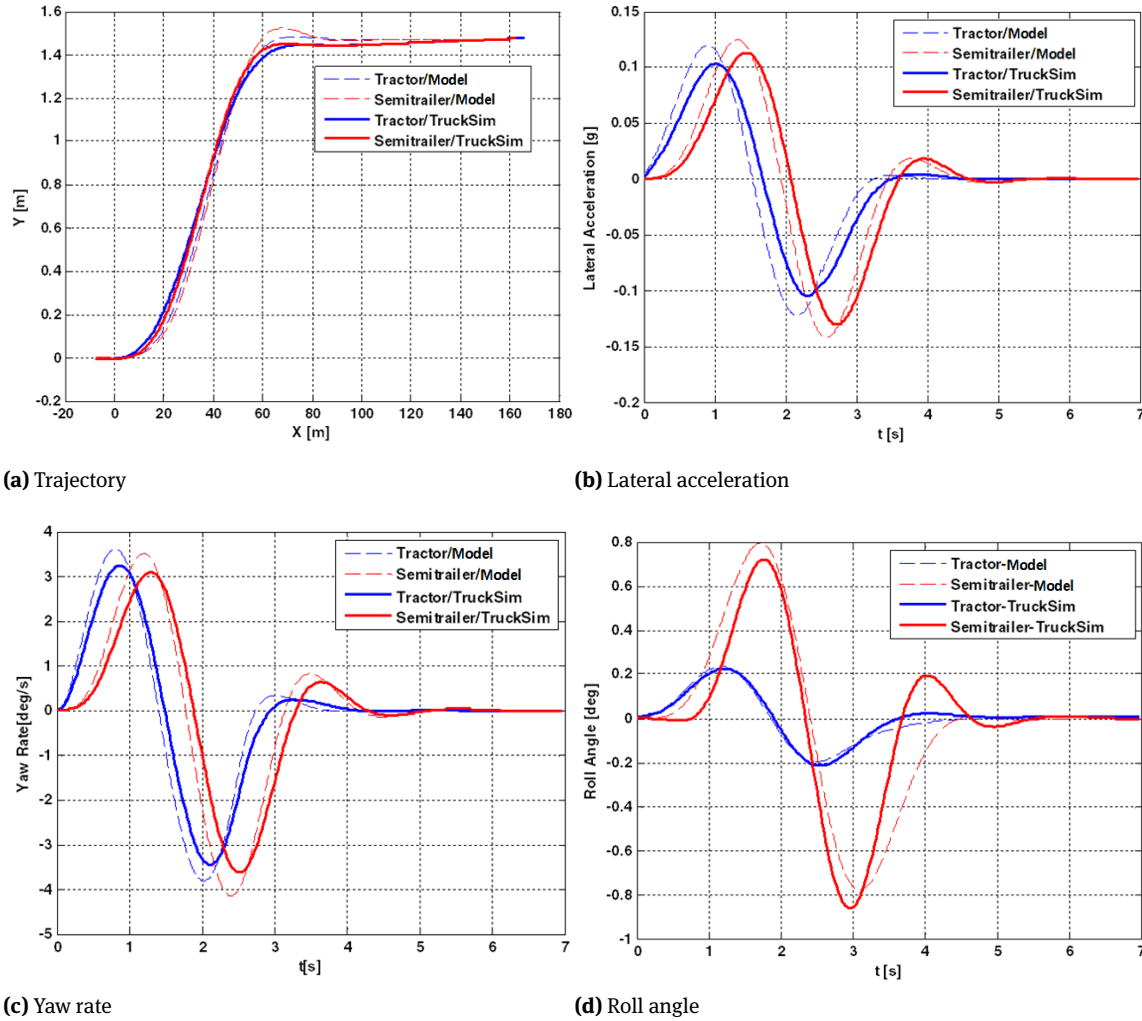 1.6
1.4
1.2
1
0.8
0.6
0.4
0.2
0
-0.2
-20 0 20 40 60 80 100 120 140 160 180
Y [m]
X [m]
Tractor/Model
Semitrailer/Model
Tractor/TruckSim
Semitrailer/TruckSim
(a) Trajectory
0.15
0.1
0.05
0
-0.05
-0.1
-0.15
-0.2
0 1 2 3 4 5 6 7
Lateral Acceleration [g]
t [s]
Tractor/Model
Semitrailer/Model
Tractor/TruckSim
Semitrailer/TruckSim
(b) Lateral acceleration
4
3
2
1
0
-1
-2
-3
-4
-5
0 1 2 3 4 5 6 7
Yaw Rate[deg/s]
t[s]
Tractor/Model
Semitrailer/Model
Tractor/TruckSim
Semitrailer/TruckSim
(c) Yaw rate
0.8
0.6
0.4
0.2
0
-0.2
-0.4
-0.6
-0.8
-1
0 1 2 3 4 5 6 7
Roll Angle [deg]
t [s]
Tractor-Model
Semitrailer-Model
Tractor-TruckSim
Semitrailer-TruckSim
(d) Roll angle